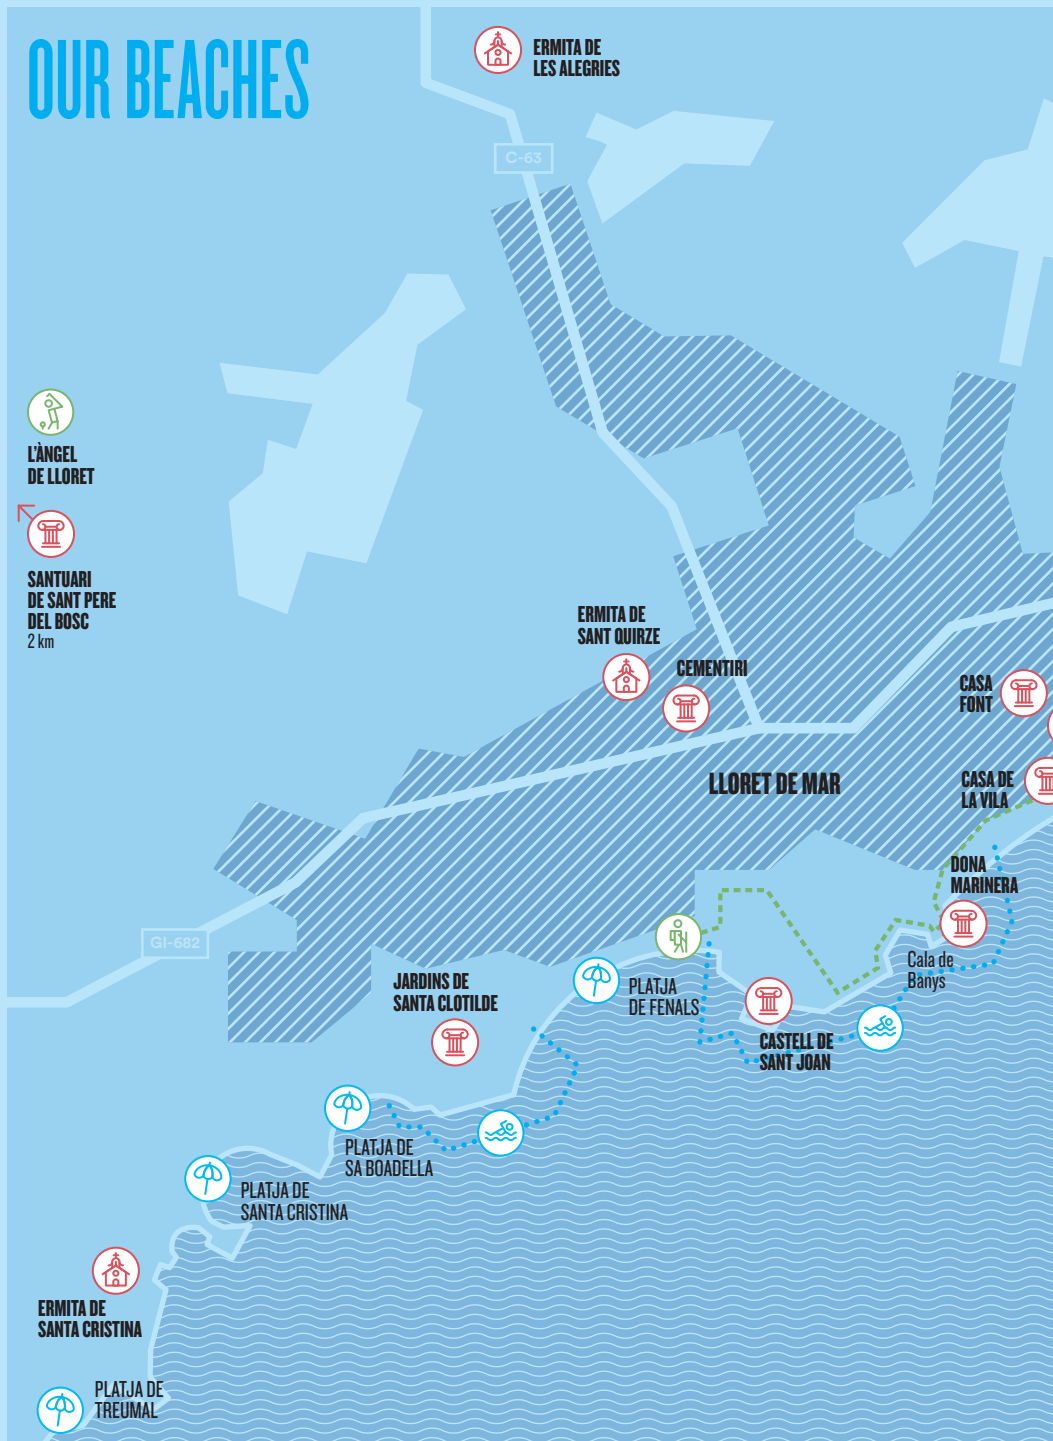 OUR BEACHES
ERMITA DE
LES ALEGRIES
C-63
L'ÀNGEL
DE LLORET
SANTUARI
DE SANT PERE
DEL BOSC
2 km
ERMITA DE
SANT QUIRZE
CEMENTIRI
CASA
FONT
LLORET DE MAR
CASA DE
LA VILA
DONA
MARINERA
GI-682
Cala de
Banys
JARDINS DE
SANTA CLOTILDE
PLATJA
DE FENALS
CASTELL DE
SANT JOAN
PLATJA DE
SA BOADELLA
PLATJA DE
SANTA CRISTINA
ERMITA DE
SANTA CRISTINA
PLATJA DE
TREUMAL